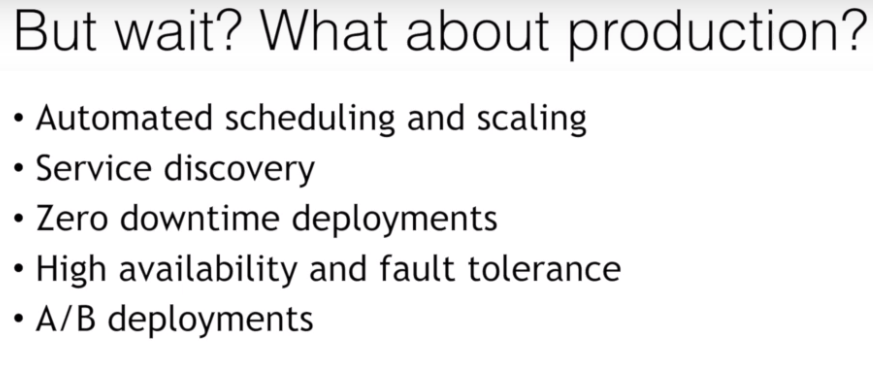 But wait? What about production?
• Automated scheduling and scaling
• Service discovery
• Zero downtime deployments
• High availability and fault tolerance
• A/B deployments